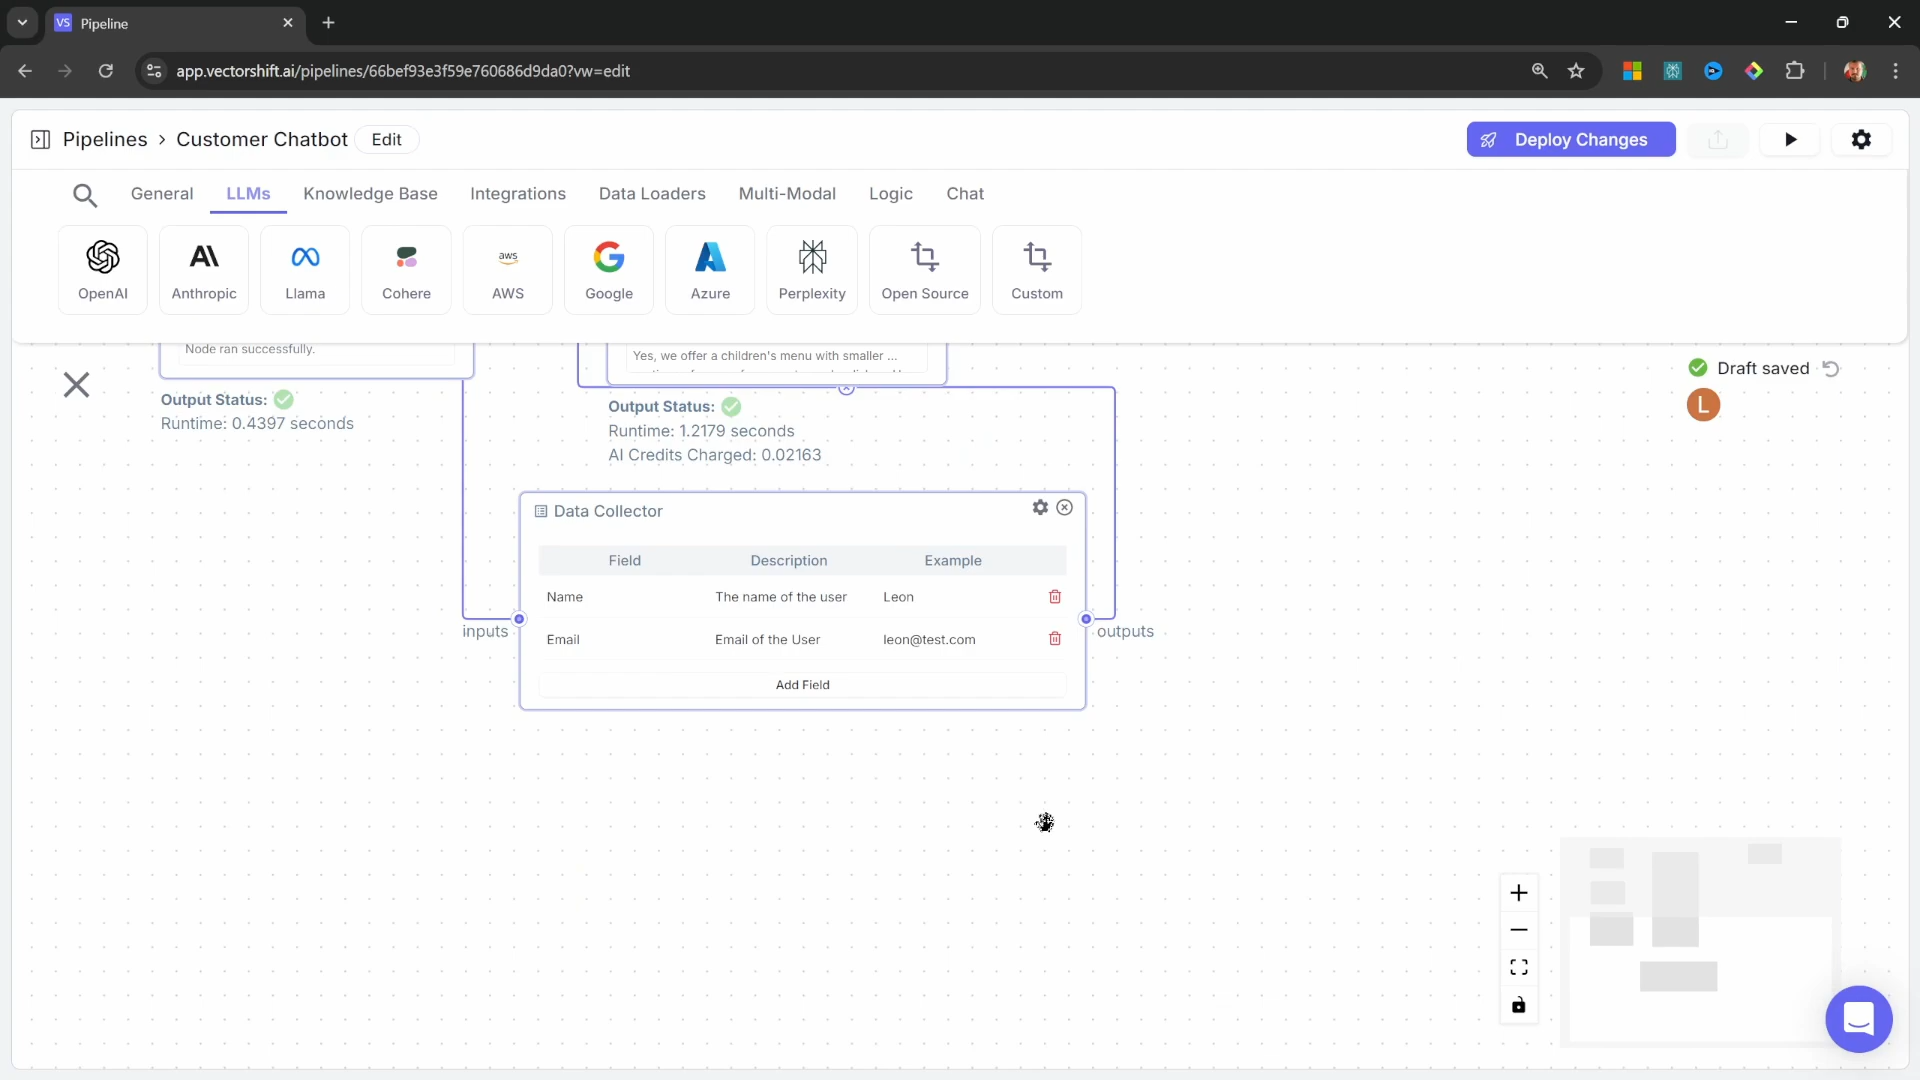 VS Pipeline
app.vectorshift.ai/pipelines/66bef93e3f59e760686d9da0?vw=edit
Pipelines > Customer Chatbot Edit
Deploy Changes
General LLMs Knowledge Base Integrations Data Loaders Multi-Modal Logic Chat
aws
OpenAI Anthropic Llama Cohere AWS Google Azure Perplexity Open Source Custom
Node ran successfully.
Yes, we offer a children's menu with smaller ...
Draft saved
L
Output Status:
Runtime: 0.4397 seconds
Output Status:
Runtime: 1.2179 seconds
AI Credits Charged: 0.02163
Data Collector
Field Description Example
Name The name of the user Leon
Email Email of the User leon@test.com
inputs
outputs
Add Field